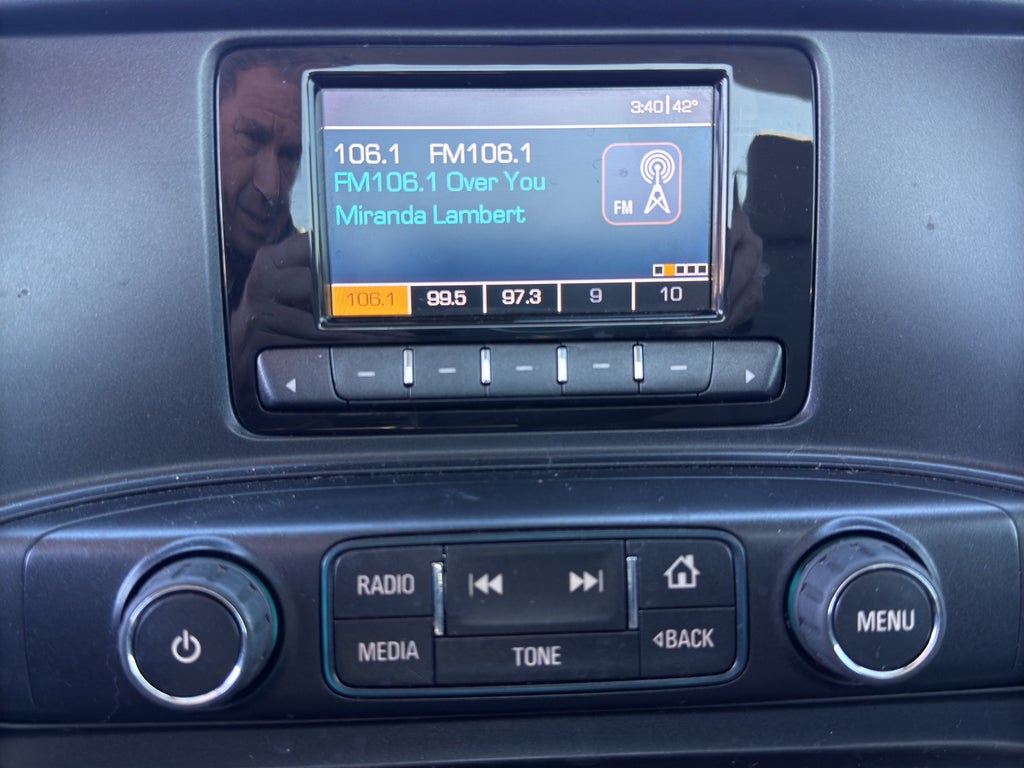 3:40|42°
106.1 FM106.1
FM106.1 Over You
Miranda Lambert
FM
106.1 99.5 97.3 9 10
RADIO
MEDIA
TONE
BACK
MENU